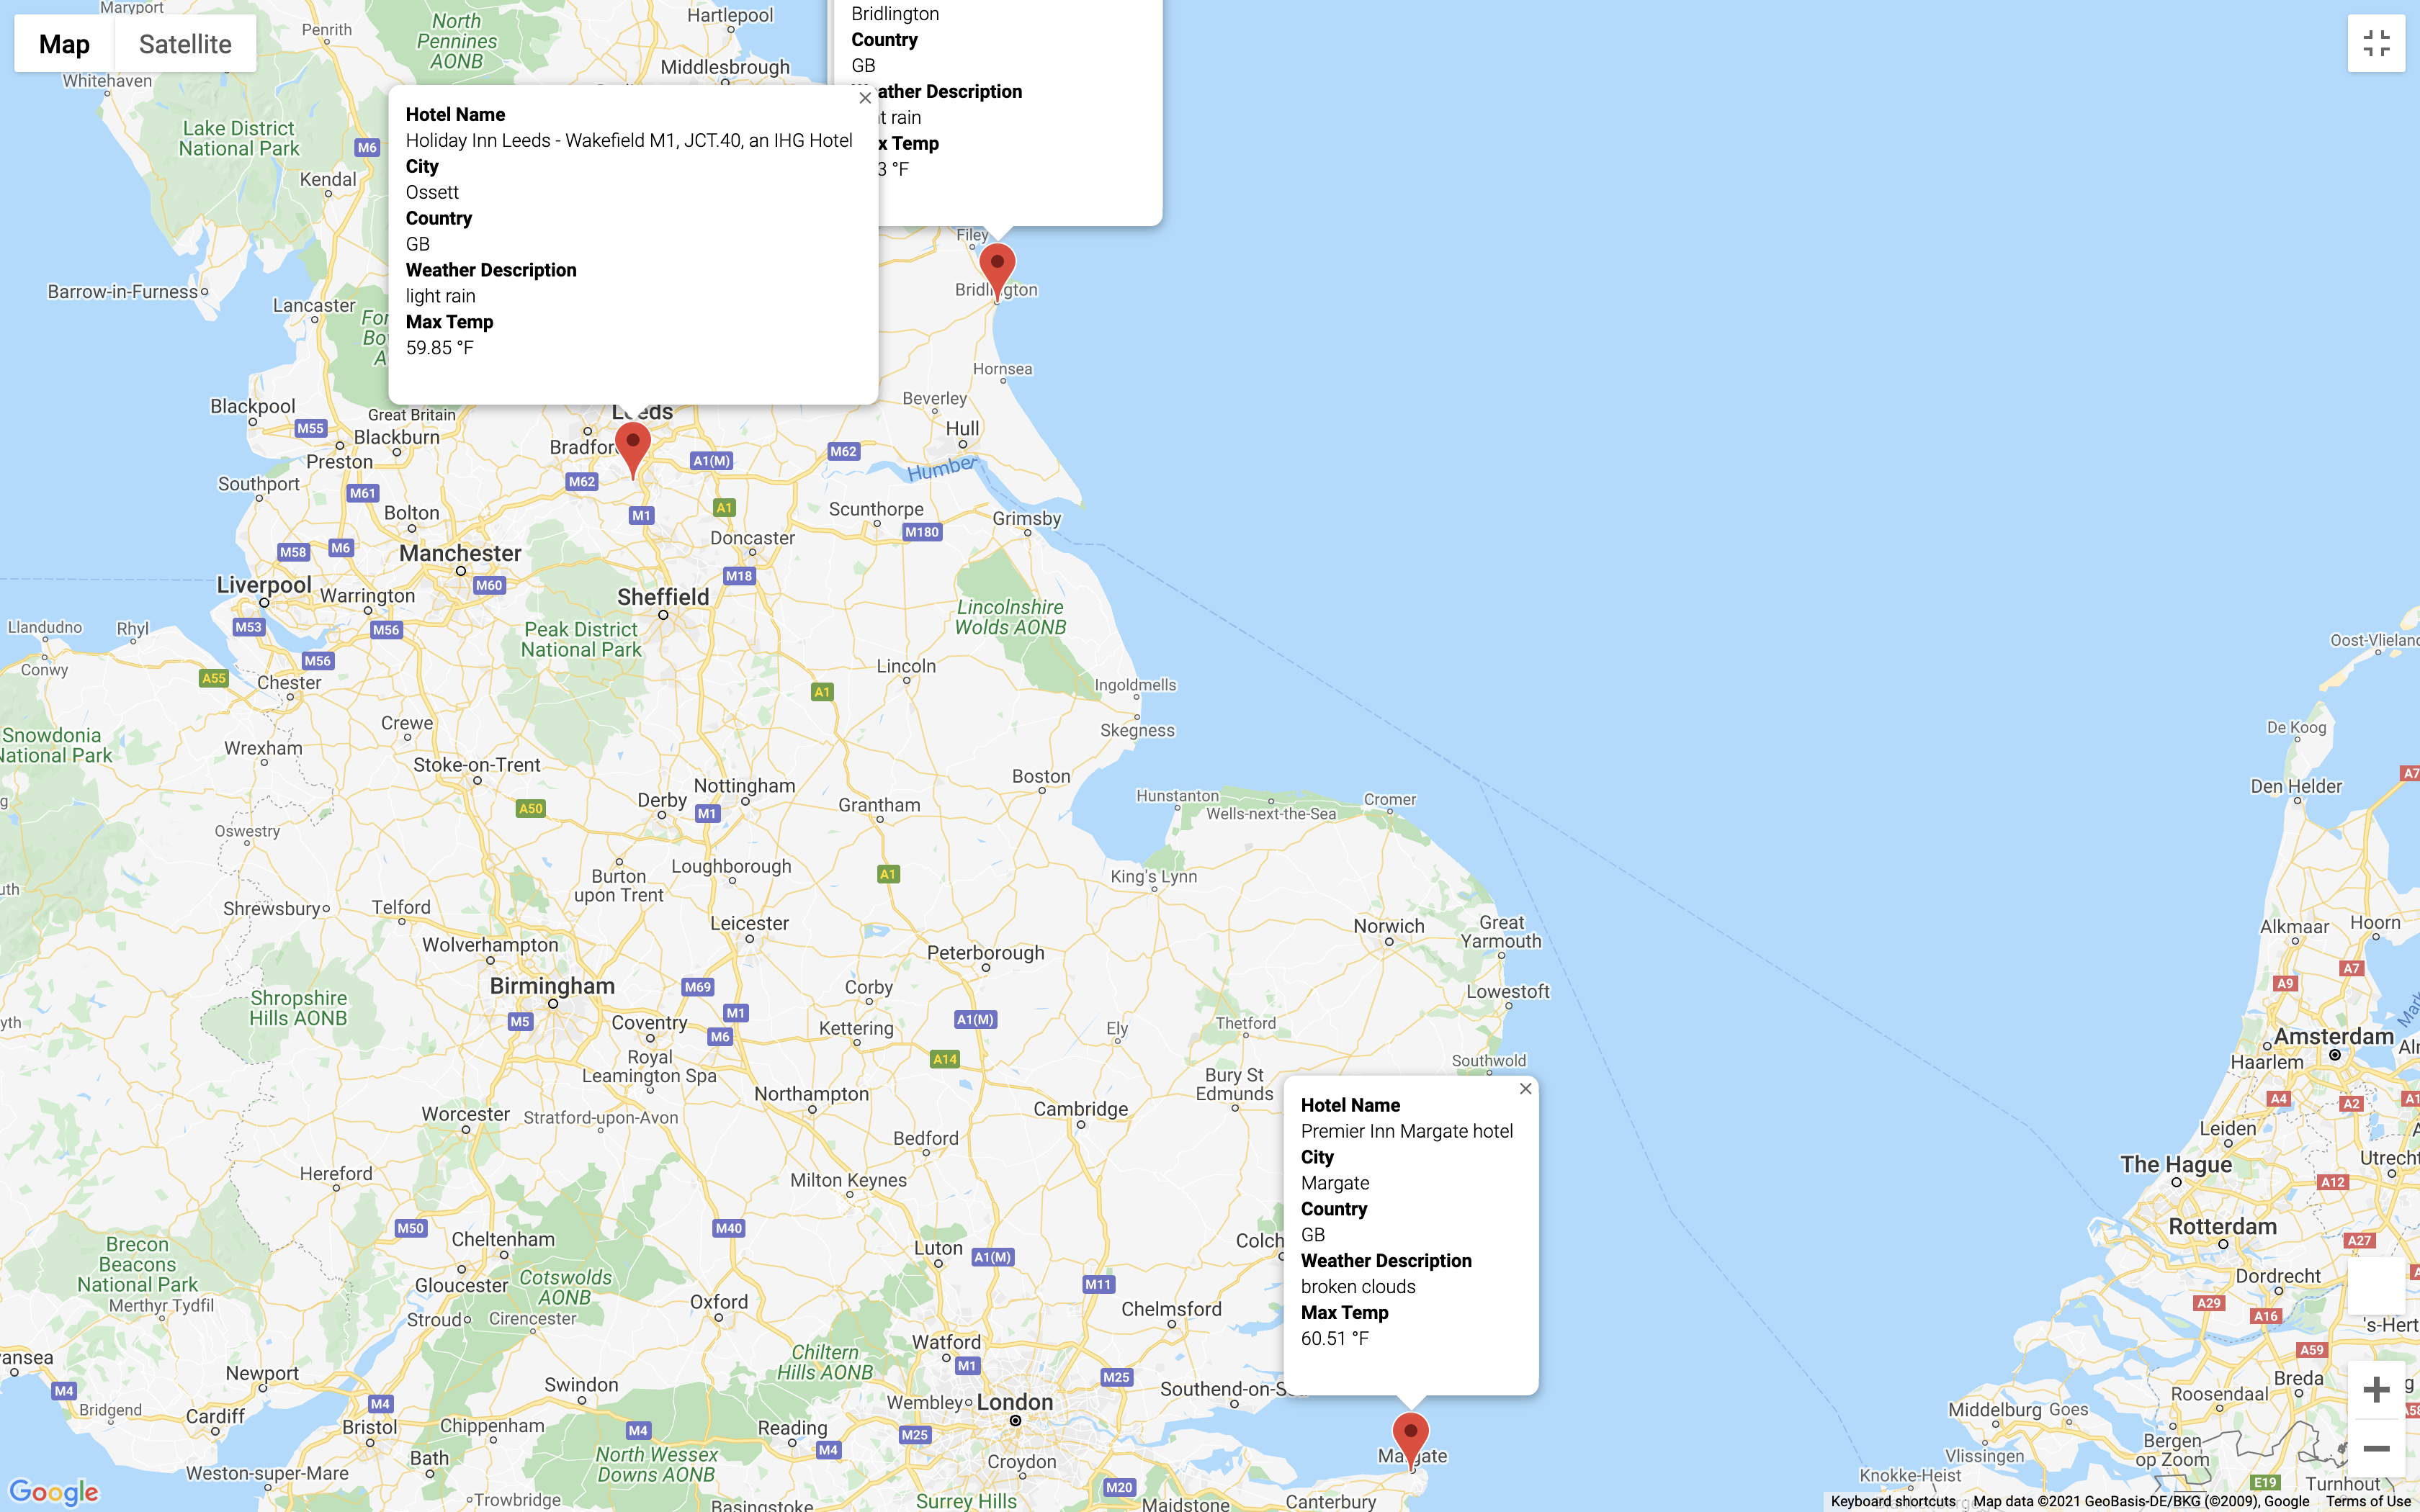 Map
Satellite
Maryport
Penrith
North
Pennines
AONB
Hartlepool
Middlesbrough
Whitehaven
Bridlington
Country
GB
ather Description
t rain
x Temp
3 °F
Hotel Name
Holiday Inn Leeds - Wakefield M1, JCT.40, an IHG Hotel
City
Ossett
Country
GB
Weather Description
light rain
Max Temp
59.85 °F
Lake District
National Park
M6
Kendal
Barrow-in-Furness
Lancaster
For
Bo
A
Filey
Hornsea
Beverley
Hull
Humber
Blackpool
Great Britain
M55
Blackburn
Preston
Bradfor
A1(M)
M62
M62
Southport
M61
Bolton
M1
A1
Scunthorpe
M180
Grimsby
Doncaster
M58
M6
Manchester
M60
M18
Liverpool
Warrington
Sheffield
Lincolnshire
Wolds AONB
Llandudno
Rhyl
M53
M56
Peak District
National Park
Conwy
M56
A55
Chester
Lincoln
A1
Ingoldmells
Skegness
Oost-Vlieland
Snowdonia
National Park
Crewe
Wrexham
Stoke-on-Trent
Nottingham
Derby
M1
A50
Grantham
Boston
Hunstanton
Wells-next-the-Sea
Cromer
De Koog
A7
Den Helder
Oswestry
Burton
upon Trent
Loughborough
A1
King's Lynn
Shrewsbury
Telford
Leicester
Norwich
Great
Yarmouth
Alkmaar
Hoorn
Wolverhampton
Peterborough
A7
A9
Birmingham
M69
Corby
Lowestoft
Shropshire
Hills AONB
M5
Coventry
M1
M6
Kettering
A1(M)
Ely
Thetford
Amsterdam
Haarlem
Royal
Leamington Spa
A14
Bury St
Edmunds
Southwold
Worcester
Stratford-upon-Avon
Northampton
Cambridge
A4
A2
Leiden
Hotel Name
Premier Inn Margate hotel
City
Margate
Country
GB
Weather Description
broken clouds
Max Temp
60.51 °F
Hereford
Bedford
Milton Keynes
The Hague
Utrecht
A12
M50
M40
Cheltenham
Luton
A1(M)
Colch
Rotterdam
A27
Brecon
Beacons
National Park
Merthyr Tydfil
Gloucester
Cotswolds
AONB
M11
Dordrecht
A29
A16
's-Hert
Stroud
Cirencester
Oxford
Chelmsford
Watford
Chiltern
Hills AONB
M1
A59
Newport
M4
Swindon
M25
Southend-on-S
Breda
Roosendaal
Bridgend
Cardiff
M4
Bristol
Chippenham
M4
Reading
M4
Wembley
London
M25
Middelburg
Goes
Bath
North Wessex
Downs AONB
Croydon
Margate
Vlissingen
Bergen
op Zoom
Weston-super-Mare
Trowbridge
Basingstoke
Surrey Hills
M20
Maidstone
Canterbury
Knokke-Heist
E19
Turnhout
Google
Keyboard shortcuts
Map data ©2021 GeoBasis-DE/BKG (©2009), Google
Terms of Use